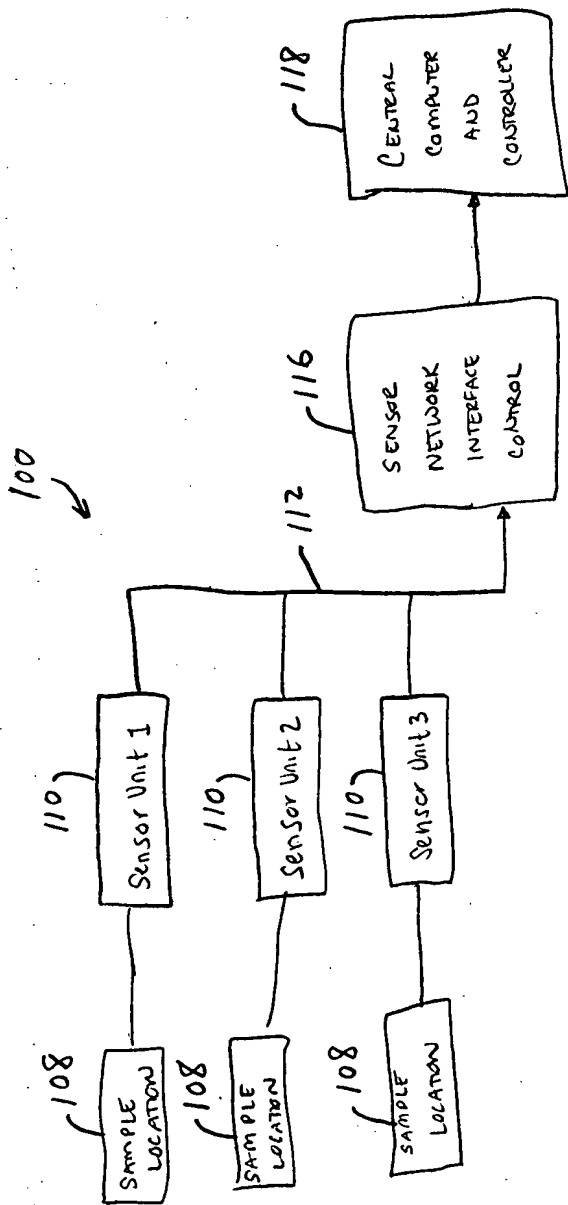 100
108
SAMPLE
LOCATION
110
Sensor Unit 1
108
SAMPLE
LOCATION
110
Sensor Unit 2
108
SAMPLE
LOCATION
110
Sensor Unit 3
112
116
SENSOR
NETWORK
INTERFACE
CONTROL
118
CENTRAL
COMPUTER
AND
CONTROLLER